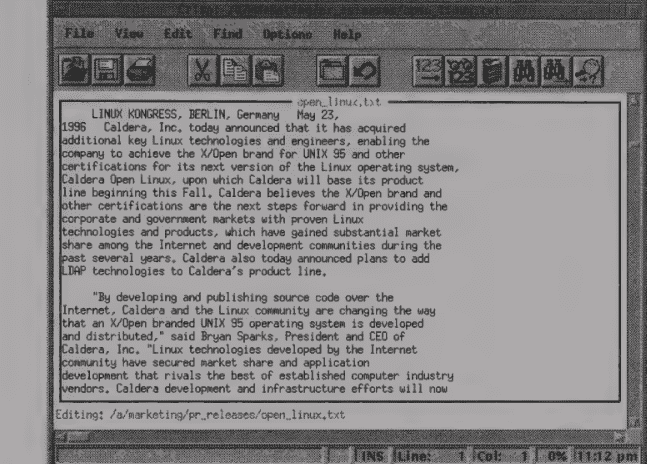 File View Edit Find Options Help
open_linux.txt
LINUX KONGRESS, BERLIN, Germany May 23,
1996 Caldera, Inc. today announced that it has acquired
additional key Linux technologies and engineers, enabling the
company to achieve the X/Open brand for UNIX 95 and other
certifications for its next version of the Linux operating system,
Caldera Open Linux, upon which Caldera will base its product
line beginning this Fall. Caldera believes the X/Open brand and
other certifications are the next steps forward in providing the
corporate and government markets with proven Linux
technologies and products, which have gained substantial market
share among the Internet and development communities during the
past several years. Caldera also today announced plans to add
LDAP technologies to Caldera's product line.
"By developing and publishing source code over the
Internet, Caldera and the Linux community are changing the way
that an X/Open branded UNIX 95 operating system is developed
and distributed," said Bryan Sparks, President and CEO of
Caldera, Inc. "Linux technologies developed by the Internet
community have secured market share and application
development that rivals the best of established computer industry
vendors. Caldera development and infrastructure efforts will now
Editing: /a/marketing/pr_releases/open_linux.txt
INS Line: 1 Col: 1 0% 11:12 pm